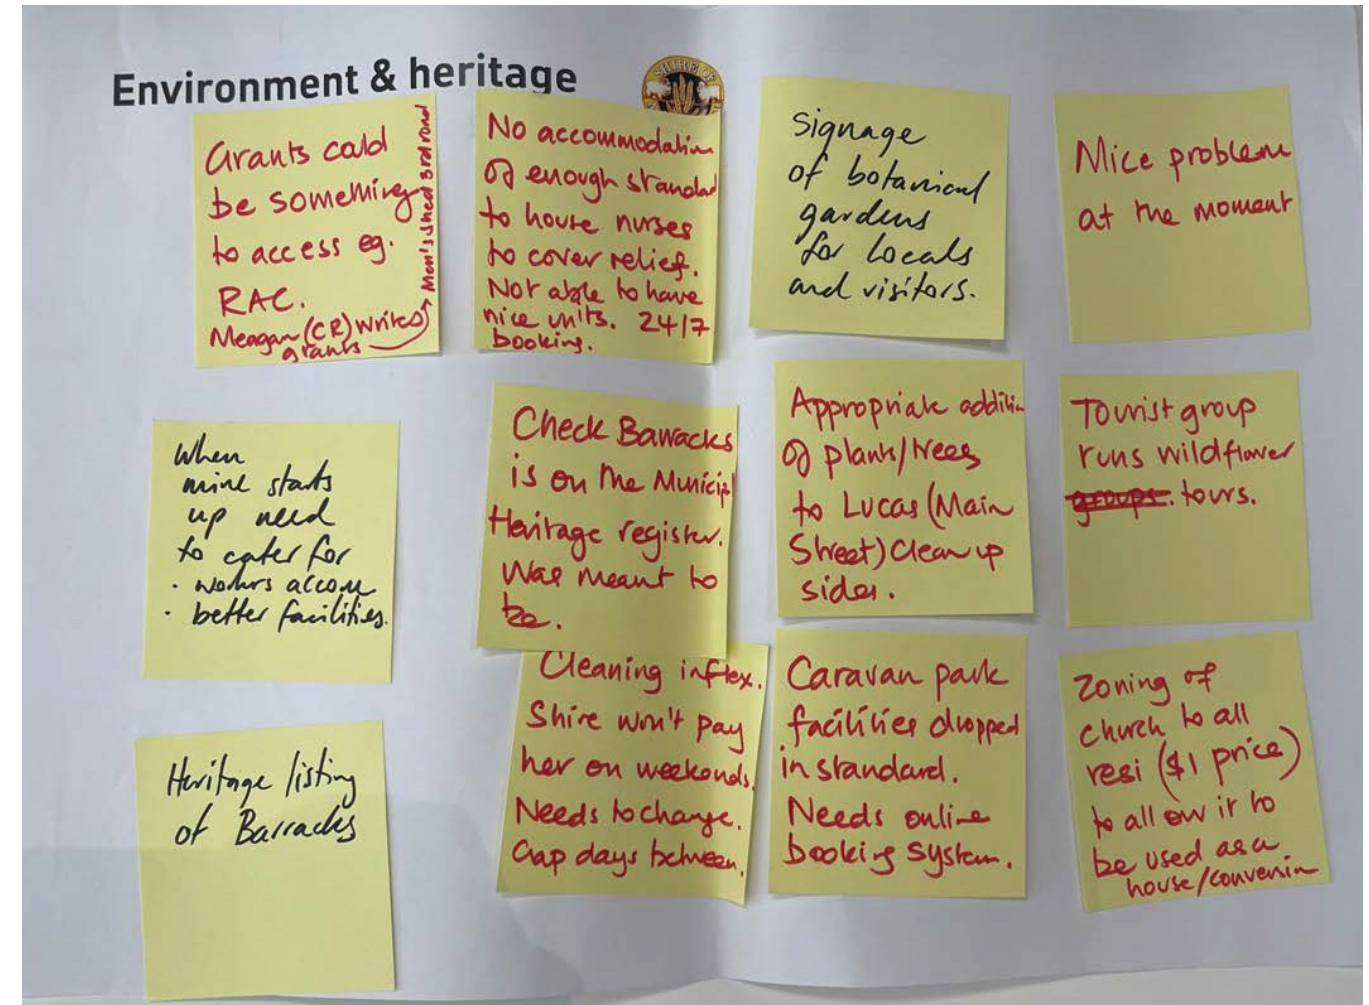 Environment & heritage
SHIRE OF
Grants could
be something
to access eg.
RAC.
Meagan (CR) writes
grants
Men's Shed 3rd round
No accommodation
of enough standard
to house nurses
to cover relief.
Not able to have
nice units. 24/7
booking.
Signage
of botanical
gardens
for locals
and visitors.
Mice problem
at the moment
When
mine starts
up need
to cater for
· workers accom
· better facilities.
Check Barracks
is on the Municipl
Heritage register.
Was meant to
be.
Appropriate additin
of plants/trees
to Lucas (Main
Street) Clean up
sides.
Tourist group
runs wildflower
groups. tours.
Heritage listing
of Barracks
Cleaning inflex.
Shire won't pay
her on weekends.
Needs to change.
Gap days between.
Caravan park
facilities dropped
in standard.
Needs online
booking system.
Zoning of
church to all
resi ($1 price)
to allow it to
be used as a
house/conversin